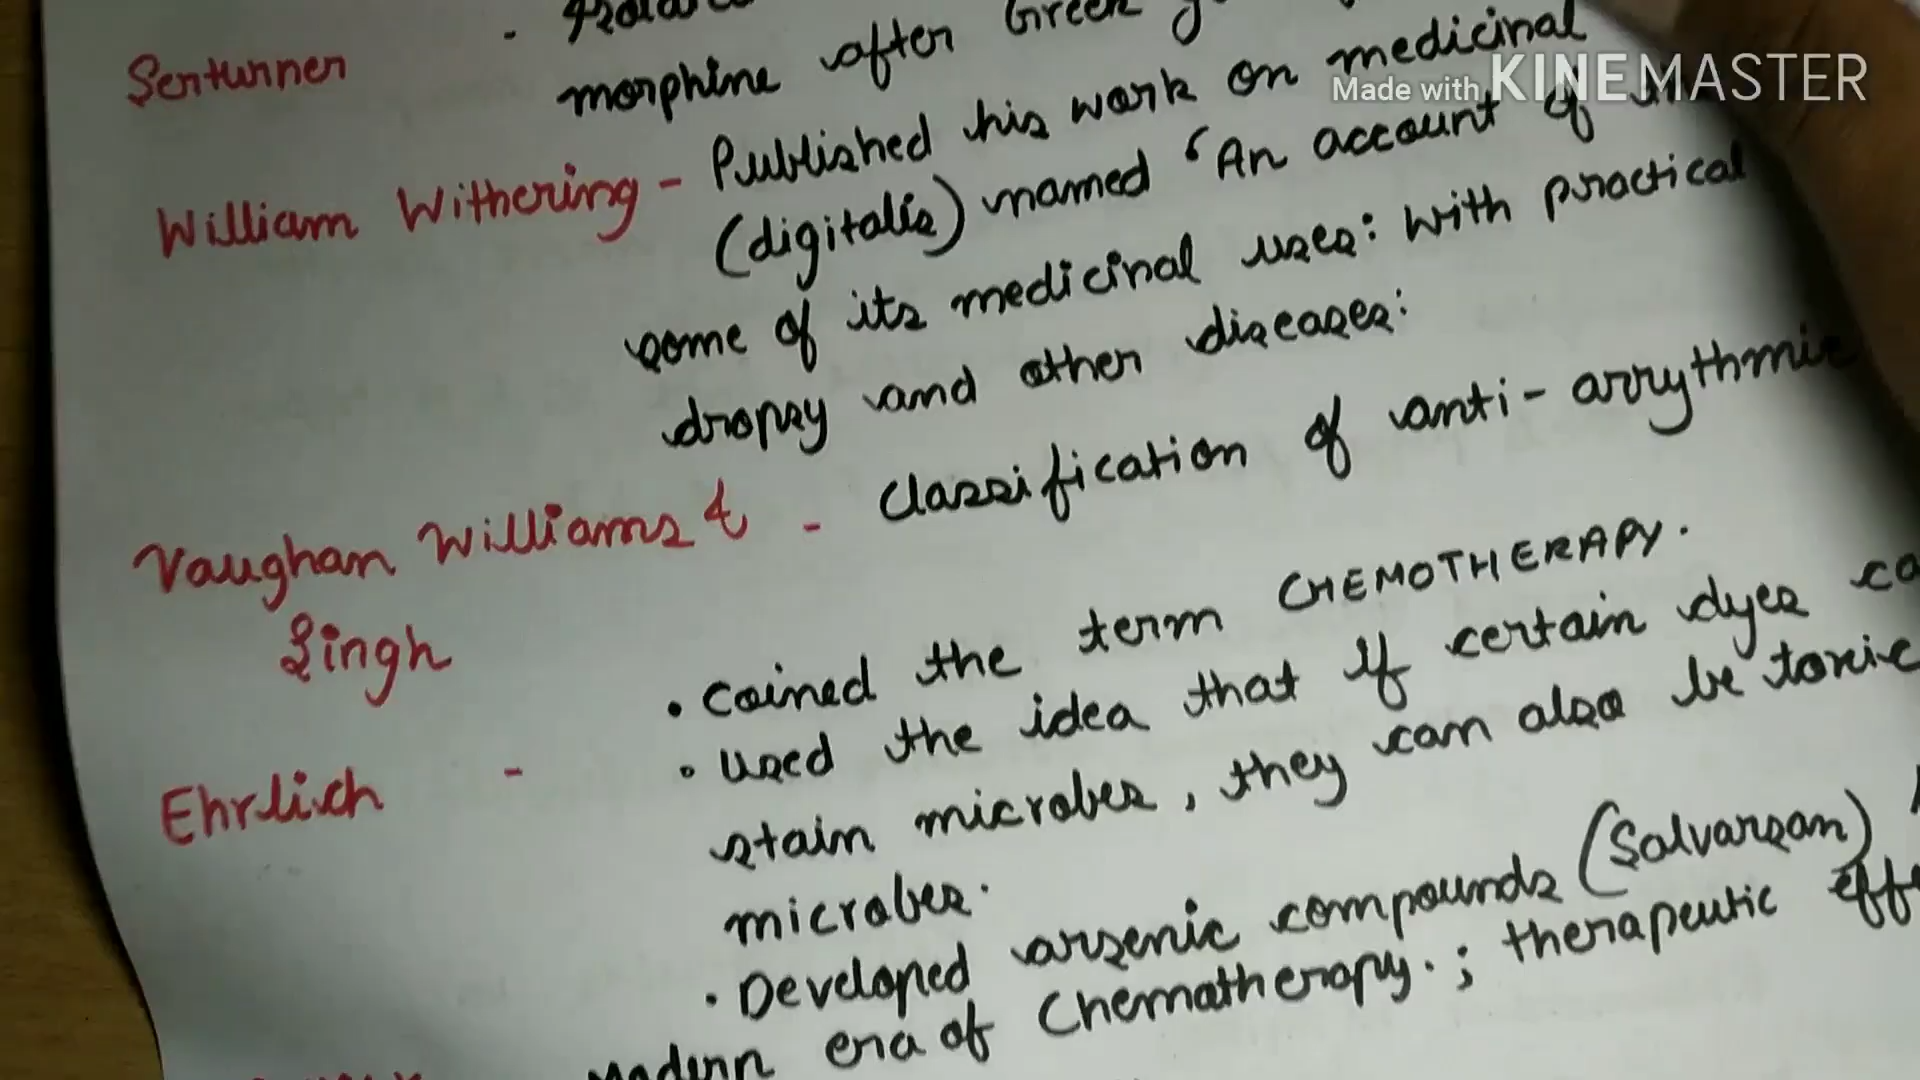 Serturner
morphine after Greek
William Withering - Published his work on medicinal
(digitalis) named 'An account of
some of its medicinal uses: with practical
dropsy and other diseases:
Vaughan Williams & - Classification of anti-arrythmic
Singh
Ehrlich - • coined the term CHEMOTHERAPY.
• used the idea that if certain dyes
stain microbes, they can also be toxic
microbes.
• Developed arsenic compounds (Salvarsan)
Modern era of Chemotherapy.; therapeutic
Made with KINEMASTER